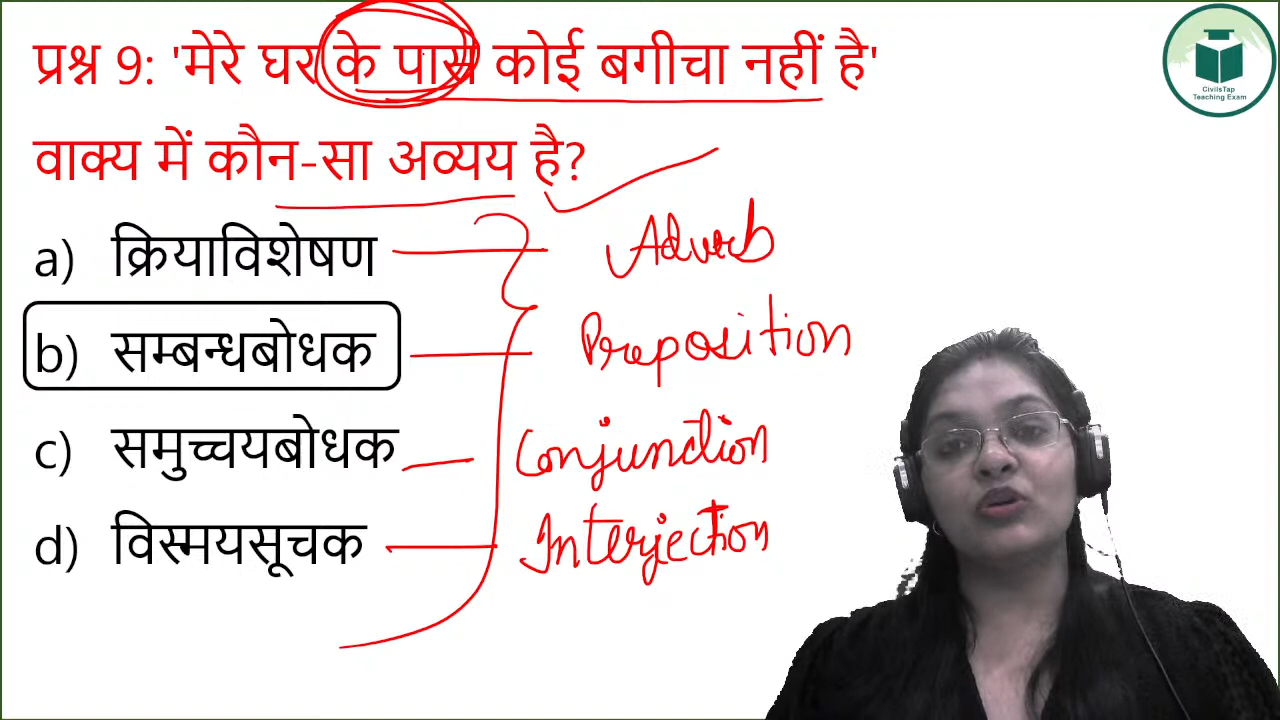 प्रश्न 9: 'मेरे घर के पास कोई बगीचा नहीं है'
वाक्य में कौन-सा अव्यय है?
a) क्रियाविशेषण
Adverb
b) सम्बन्धबोधक
Preposition
c) समुच्चयबोधक
Conjunction
d) विस्मयसूचक
Interjection
CivilsTap
Teaching Exam